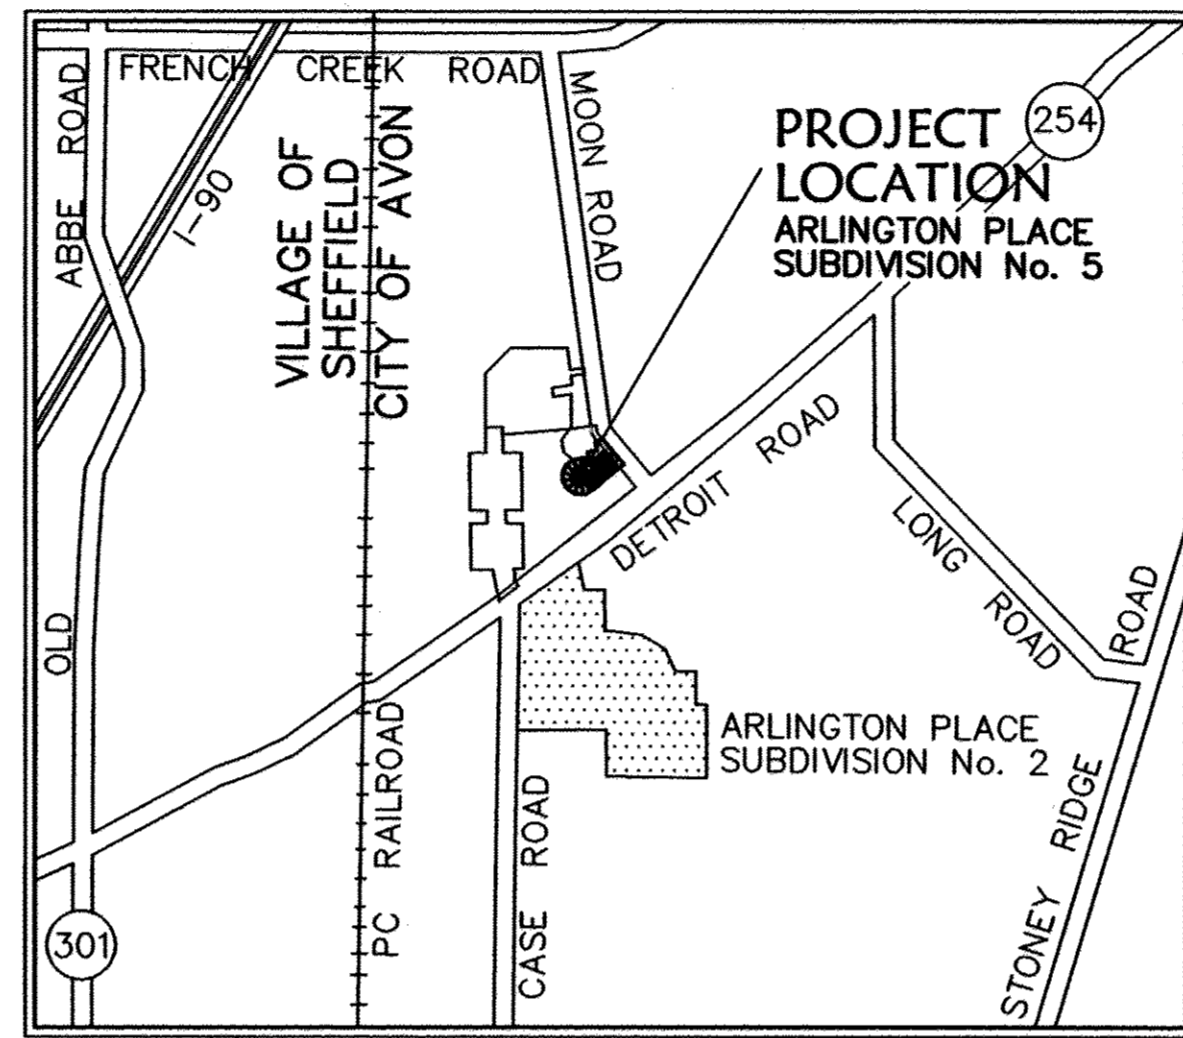 FRENCH CREEK ROAD
OLD ABBE ROAD
I-90
VILLAGE OF
SHEFFIELD
CITY OF AVON
MOON ROAD
PROJECT
LOCATION
ARLINGTON PLACE
SUBDIVISION No. 5
254
DETROIT ROAD
LONG ROAD
STONEY RIDGE ROAD
ARLINGTON PLACE
SUBDIVISION No. 2
PC RAILROAD
CASE ROAD
301